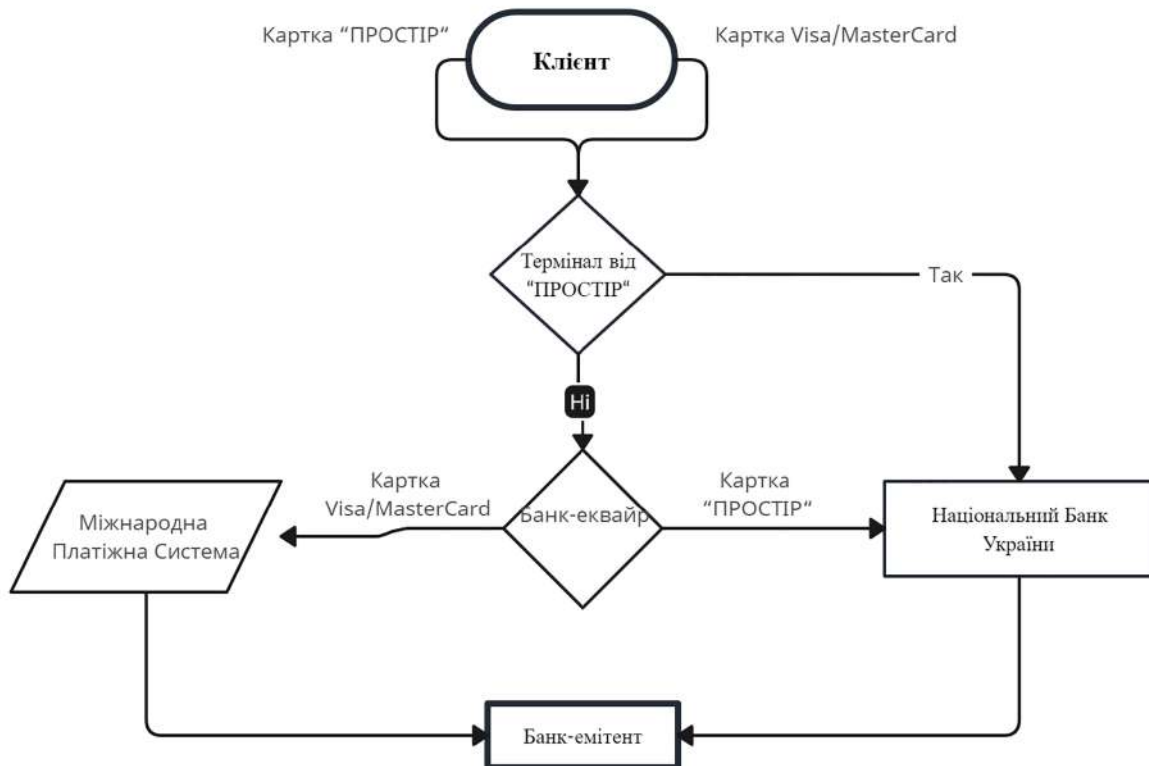 Картка “ПРОСТІР“
Картка Visa/MasterCard
Клієнт
Термінал від
“ПРОСТІР“
Так
Ні
Картка
Visa/MasterCard
Картка
“ПРОСТІР“
Банк-еквайр
Міжнародна
Платіжна Система
Національний Банк
України
Банк-емітент